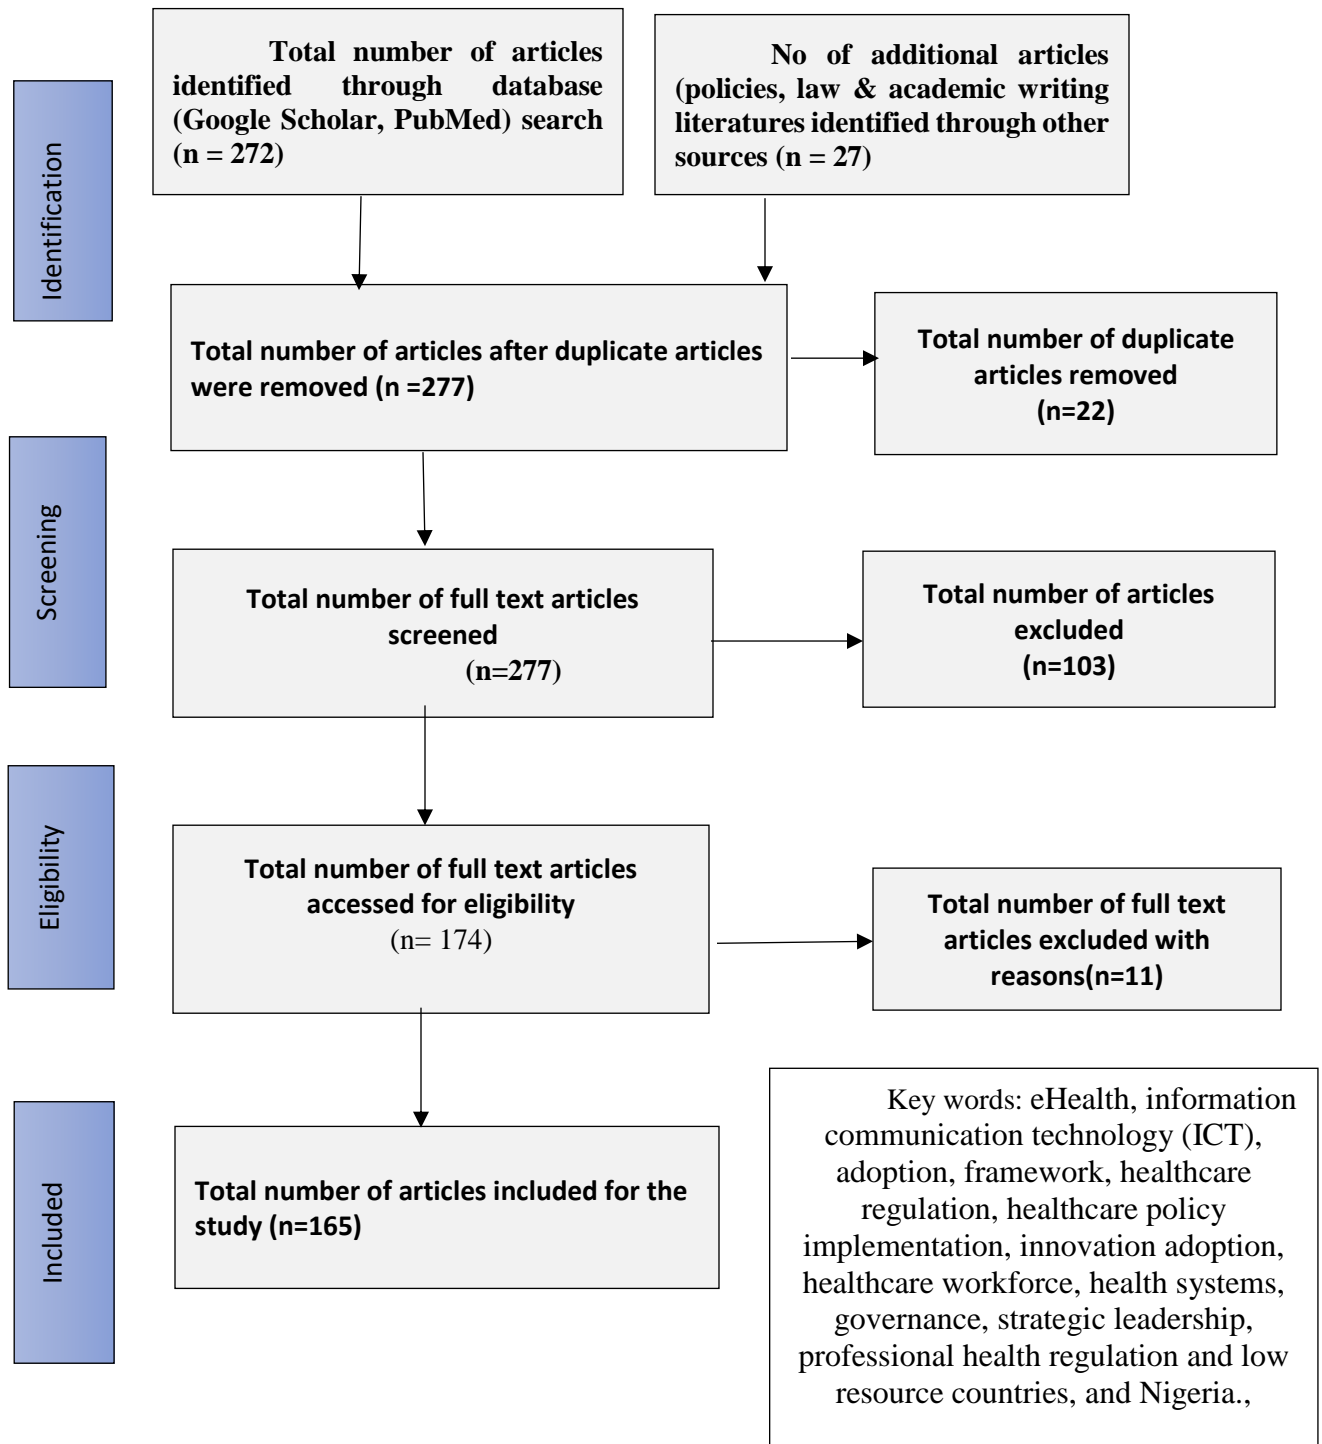 Identification
Total number of articles
identified through database
(Google Scholar, PubMed) search
(n = 272)
No of additional articles
(policies, law & academic writing
literatures identified through other
sources (n = 27)
Total number of articles after duplicate articles
were removed (n =277)
Total number of duplicate
articles removed
(n=22)
Screening
Total number of full text articles
screened
(n=277)
Total number of articles
excluded
(n=103)
Eligibility
Total number of full text articles
accessed for eligibility
(n= 174)
Total number of full text
articles excluded with
reasons(n=11)
Included
Total number of articles included for the
study (n=165)
Key words: eHealth, information
communication technology (ICT),
adoption, framework, healthcare
regulation, healthcare policy
implementation, innovation adoption,
healthcare workforce, health systems,
governance, strategic leadership,
professional health regulation and low
resource countries, and Nigeria.,